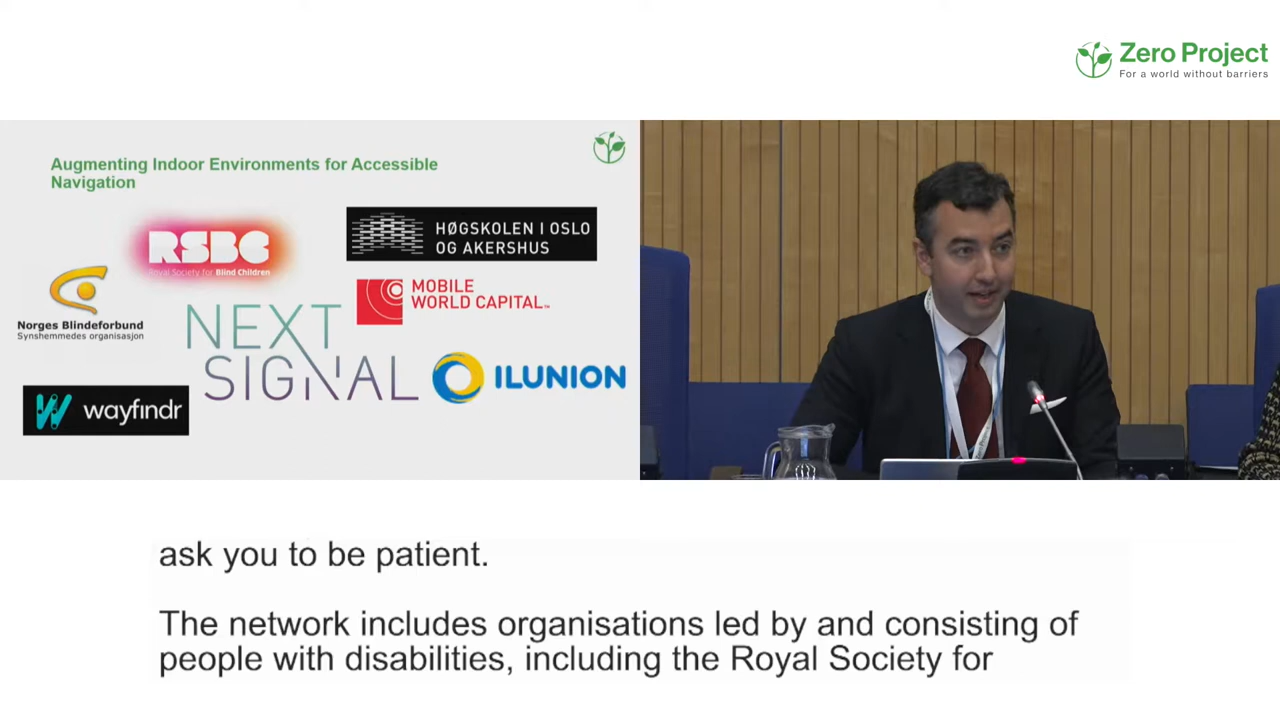 Zero Project
For a world without barriers
Augmenting Indoor Environments for Accessible
Navigation
RSBC
Royal Society for Blind Children
HØGSKOLEN I OSLO
OG AKERSHUS
MOBILE
WORLD CAPITAL™
Norges Blindeforbund
Synshemmedes organisasjon
NEXT
SIGNAL
ILUNION
wayfindr
ask you to be patient.
The network includes organisations led by and consisting of
people with disabilities, including the Royal Society for